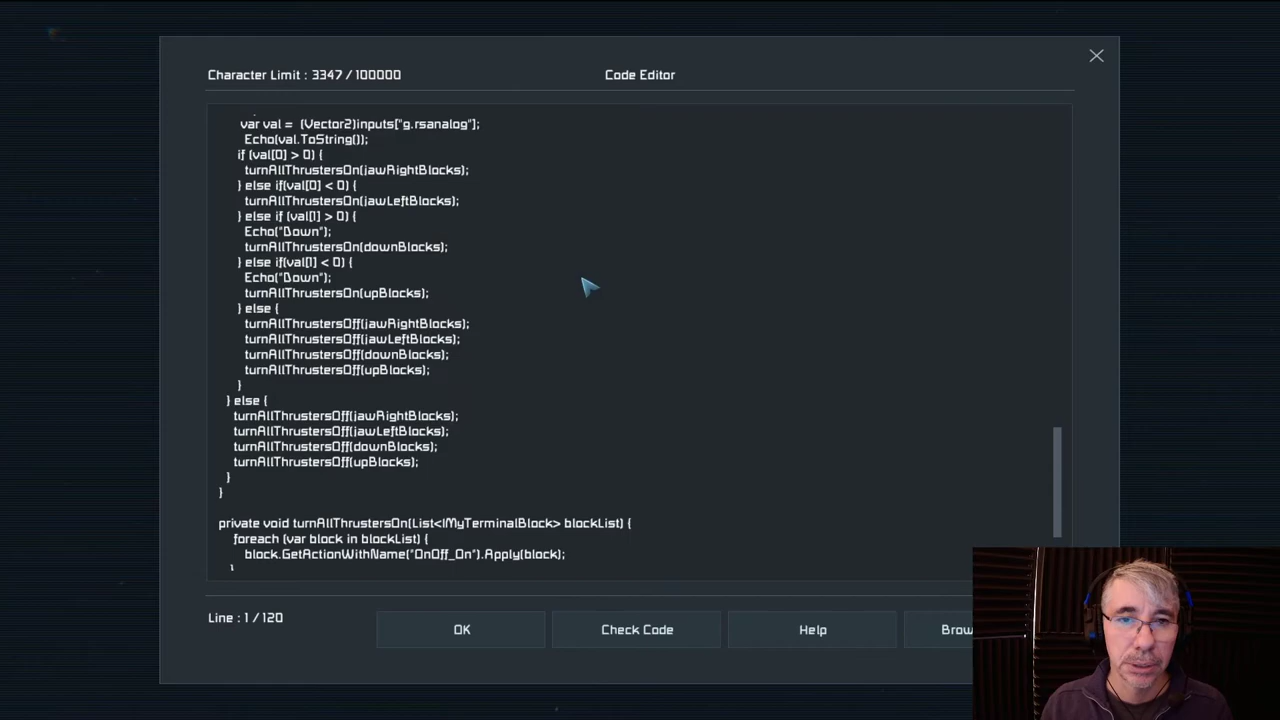 Character Limit : 3347 / 100000
Code Editor
var val = (Vector2)inputs["g.rsanalog"];
Echo(val.ToString());
if (val[0] > 0) {
turnAllThrustersOn(jawRightBlocks);
} else if(val[0] < 0) {
turnAllThrustersOn(jawLeftBlocks);
} else if (val[1] > 0) {
Echo("Down");
turnAllThrustersOn(downBlocks);
} else if(val[1] < 0) {
Echo("Down");
turnAllThrustersOn(upBlocks);
} else {
turnAllThrustersOff(jawRightBlocks);
turnAllThrustersOff(jawLeftBlocks);
turnAllThrustersOff(downBlocks);
turnAllThrustersOff(upBlocks);
}
} else {
turnAllThrustersOff(jawRightBlocks);
turnAllThrustersOff(jawLeftBlocks);
turnAllThrustersOff(downBlocks);
turnAllThrustersOff(upBlocks);
}
}
private void turnAllThrustersOn(List<IMyTerminalBlock> blockList) {
foreach (var block in blockList) {
block.GetActionWithName("OnOff_On").Apply(block);
}
Line : 1 / 120
OK
Check Code
Help
Brow